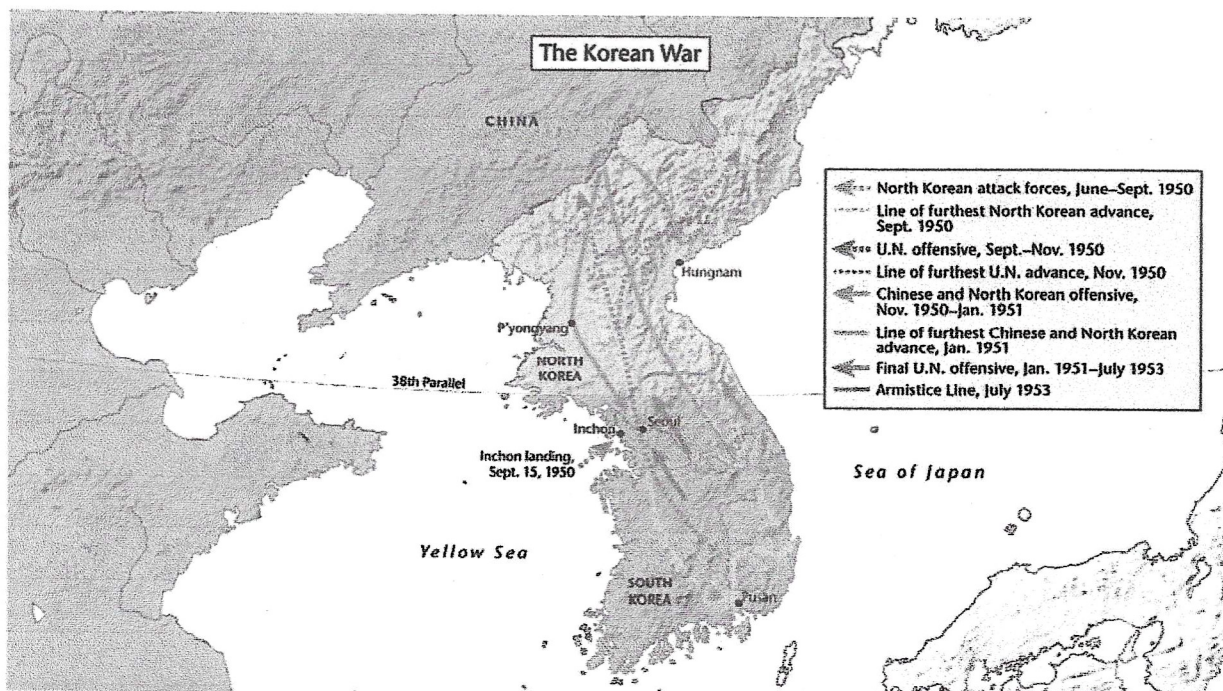 The Korean War
CHINA
North Korean attack forces, June–Sept. 1950
Line of furthest North Korean advance,
Sept. 1950
U.N. offensive, Sept.–Nov. 1950
Line of furthest U.N. advance, Nov. 1950
Chinese and North Korean offensive,
Nov. 1950–Jan. 1951
Line of furthest Chinese and North Korean
advance, Jan. 1951
Final U.N. offensive, Jan. 1951–July 1953
Armistice Line, July 1953
Hungnam
P'yongyang
NORTH
KOREA
38th Parallel
Inchon
Seoul
Inchon landing,
Sept. 15, 1950
Sea of Japan
Yellow Sea
SOUTH
KOREA
Pusan